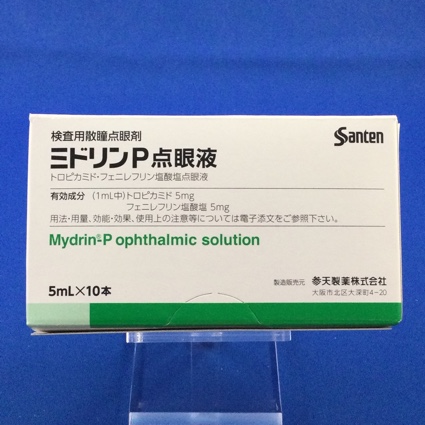 検査用散瞳点眼剤
Santen
ミドリンP点眼液
トロピカミド・フェニレフリン塩酸塩点眼液
有効成分 (1mL中)トロピカミド 5mg
フェニレフリン塩酸塩 5mg
用法・用量、効能・効果、使用上の注意等については電子添文をご参照下さい。
Mydrin®-P ophthalmic solution
5mL×10本
製造販売元 参天製薬株式会社
大阪市北区大深町4-20